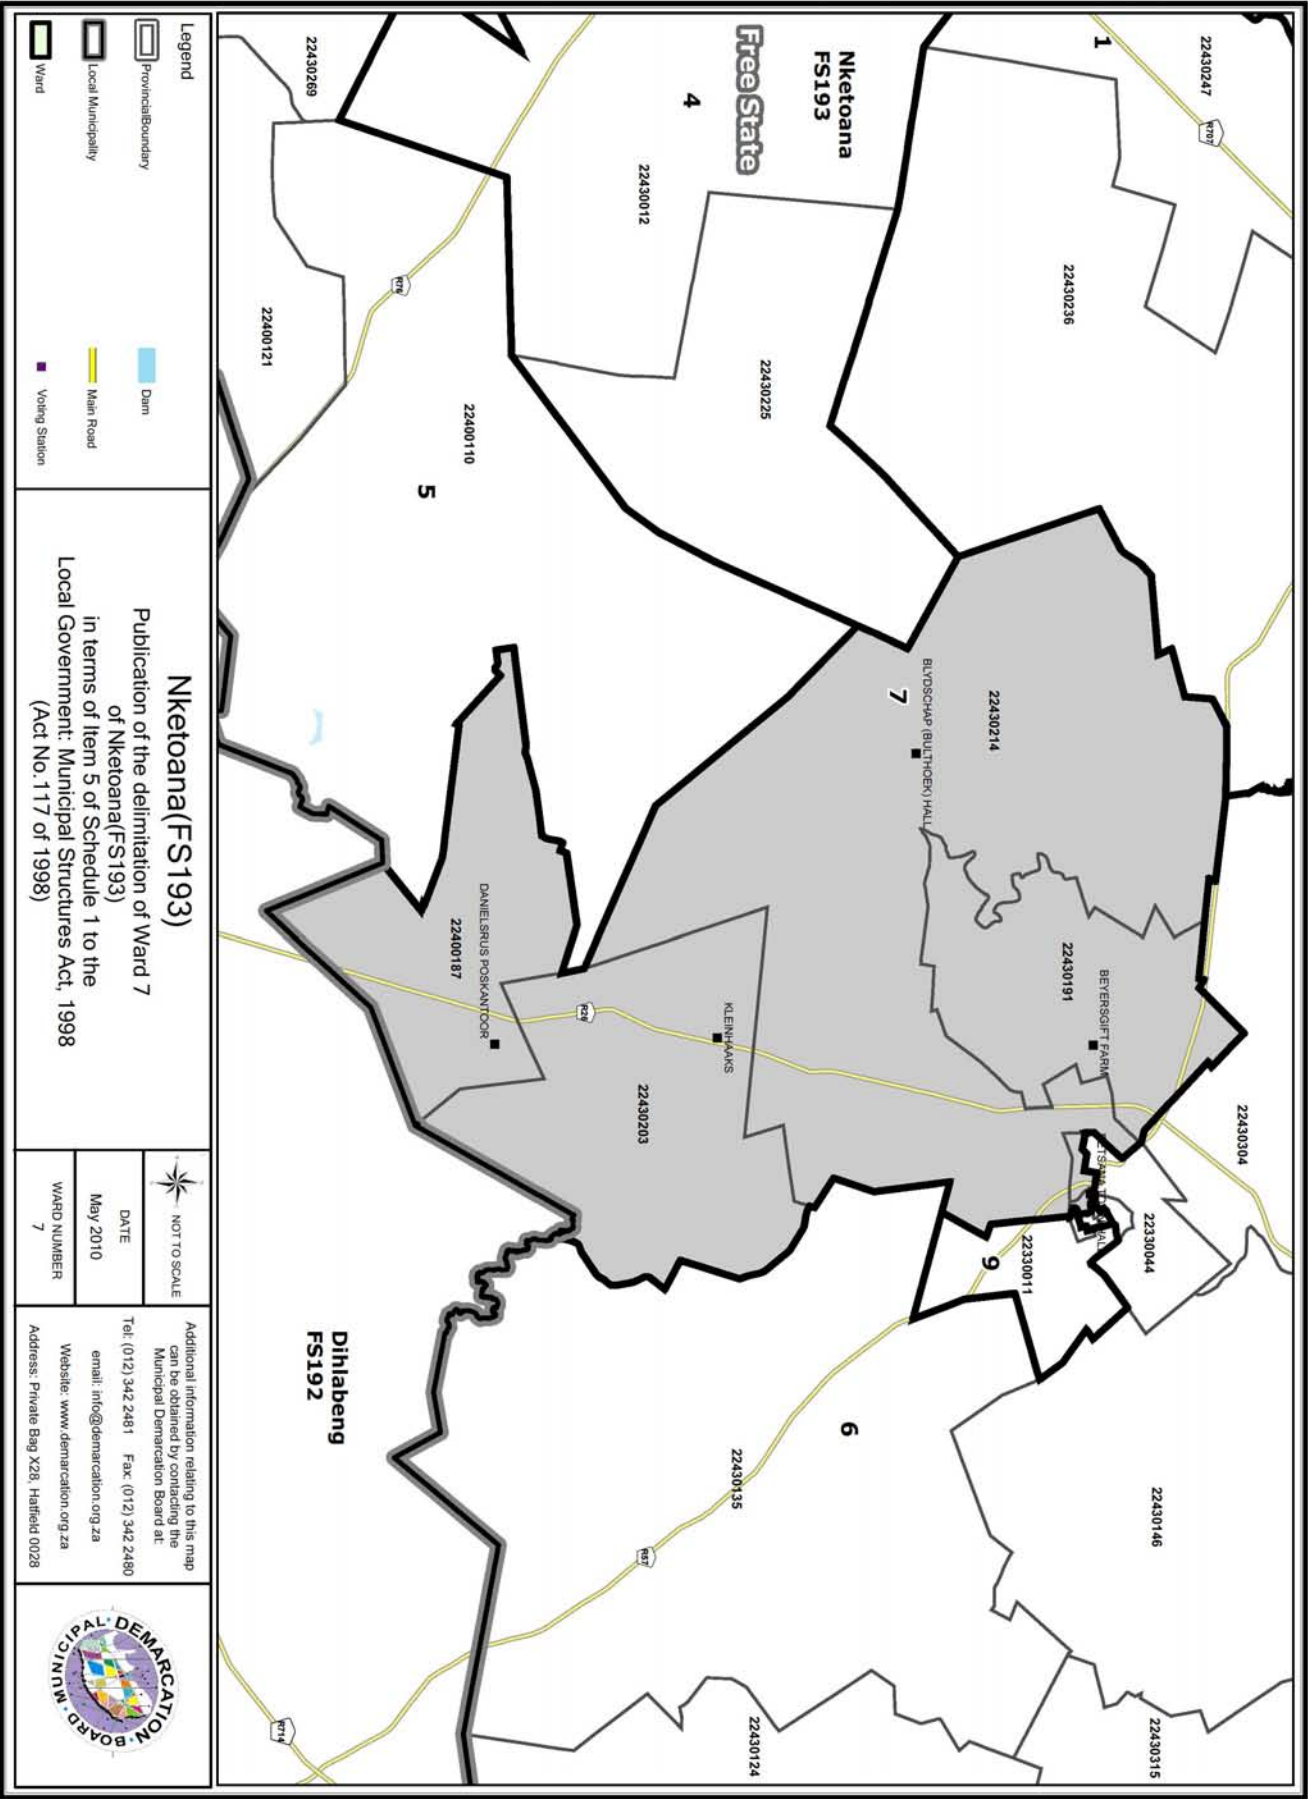 1
22430247
R707
Nketoana
FS193
Free State
4
22430269
22430012
22430236
22430225
R76
22400121
22400110
5
22430214
7
BLYDSCHAP (BULTHOEK) HALL
DANIELSRUS POSKANTOOR
22400187
22430191
BEYERSGIFT FARM
KLEINHAAKS
R26
22430203
22430304
22330044
22330011
9
Dihlabeng
FS192
6
22430135
22430146
R57
R714
22430124
22430315
Legend
ProvincialBoundary
Local Municipality
Ward
Dam
Main Road
Voting Station
Nketoana(FS193)
Publication of the delimitation of Ward 7
of Nketoana(FS193)
in terms of Item 5 of Schedule 1 to the
Local Government: Municipal Structures Act, 1998
(Act No.117 of 1998)
NOT TO SCALE
DATE
May 2010
WARD NUMBER
7
Additional information relating to this map
can be obtained by contacting the
Municipal Demarcation Board at:
Tel: (012) 342 2481 Fax: (012) 342 2480
email: info@demarcation.org.za
Website: www.demarcation.org.za
Address: Private Bag X28, Hatfield 0028
MUNICIPAL DEMARCATION BOARD